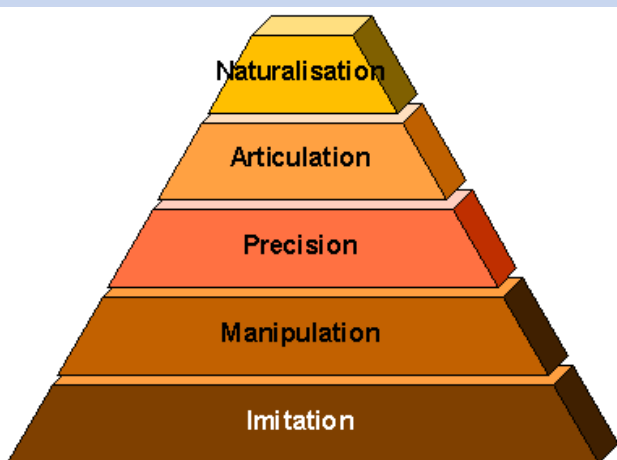 Naturalisation
Articulation
Precision
Manipulation
Imitation